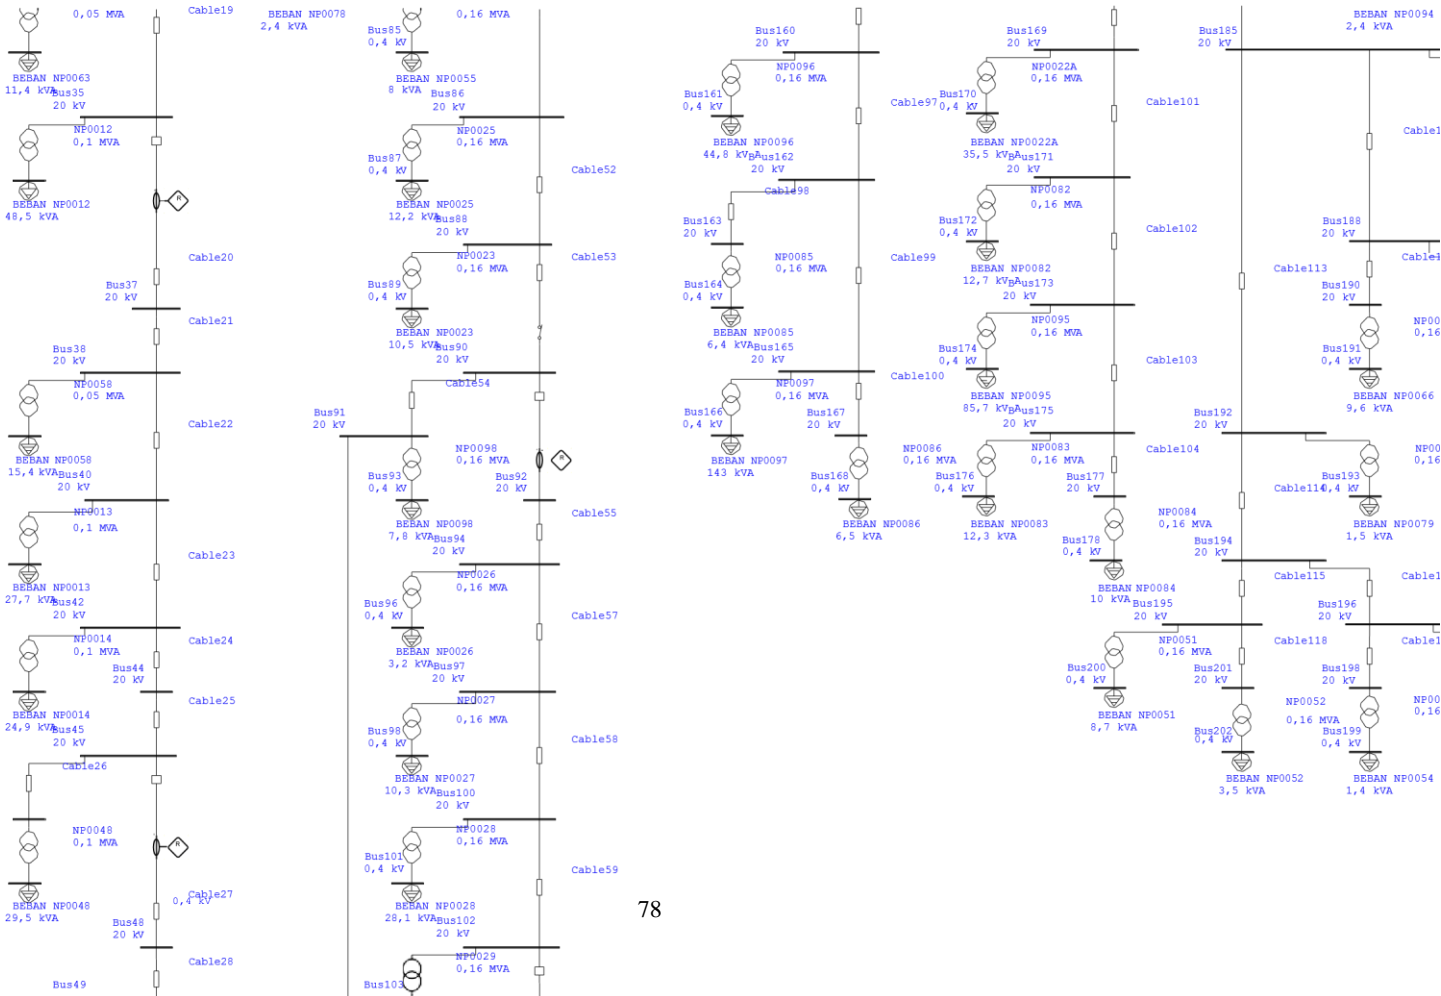 0,05 MVA
Cable19
BEBAN NP0063
11,4 kVA
Bus35
20 kV
NP0012
0,1 MVA
BEBAN NP0012
48,5 kVA
Cable20
Bus37
20 kV
Cable21
Bus38
20 kV
NP0058
0,05 MVA
Cable22
BEBAN NP0058
15,4 kVA
Bus40
20 kV
NP0013
0,1 MVA
Cable23
BEBAN NP0013
27,7 kVA
Bus42
20 kV
NP0014
0,1 MVA
Cable24
Bus44
20 kV
Cable25
BEBAN NP0014
24,9 kVA
Bus45
20 kV
Cable26
NP0048
0,1 MVA
BEBAN NP0048
29,5 kVA
Cable27
0,4 kV
Bus48
20 kV
Cable28
Bus49
BEBAN NP0078
2,4 kVA
0,16 MVA
Bus85
0,4 kV
BEBAN NP0055
8 kVA
Bus86
20 kV
NP0025
0,16 MVA
Bus87
0,4 kV
Cable52
BEBAN NP0025
12,2 kVA
Bus88
20 kV
NP0023
0,16 MVA
Cable53
Bus89
0,4 kV
BEBAN NP0023
10,5 kVA
Bus90
20 kV
Cable54
Bus91
20 kV
NP0098
0,16 MVA
Bus93
0,4 kV
Bus92
20 kV
R
R
R
Cable55
BEBAN NP0098
7,8 kVA
Bus94
20 kV
NP0026
0,16 MVA
Bus96
0,4 kV
Cable57
BEBAN NP0026
3,2 kVA
Bus97
20 kV
NP0027
0,16 MVA
Bus98
0,4 kV
Cable58
BEBAN NP0027
10,3 kVA
Bus100
20 kV
NP0028
0,16 MVA
Bus101
0,4 kV
Cable59
BEBAN NP0028
28,1 kVA
Bus102
20 kV
NP0029
0,16 MVA
Bus103
Bus160
20 kV
NP0096
0,16 MVA
Bus161
0,4 kV
Cable97
BEBAN NP0096
44,8 kVA
Bus162
20 kV
Cable98
Bus163
20 kV
NP0085
0,16 MVA
Cable99
Bus164
0,4 kV
BEBAN NP0085
6,4 kVA
Bus165
20 kV
NP0097
0,16 MVA
Cable100
Bus166
0,4 kV
Bus167
20 kV
BEBAN NP0097
143 kVA
NP0086
0,16 MVA
Bus168
0,4 kV
BEBAN NP0086
6,5 kVA
Bus169
20 kV
NP0022A
0,16 MVA
Bus170
0,4 kV
Cable101
BEBAN NP0022A
35,5 kVA
Bus171
20 kV
NP0082
0,16 MVA
Bus172
0,4 kV
Cable102
BEBAN NP0082
12,7 kVA
Bus173
20 kV
NP0095
0,16 MVA
Bus174
0,4 kV
Cable103
BEBAN NP0095
85,7 kVA
Bus175
20 kV
NP0083
0,16 MVA
Cable104
Bus176
0,4 kV
Bus177
20 kV
BEBAN NP0083
12,3 kVA
NP0084
0,16 MVA
Bus178
0,4 kV
BEBAN NP0084
10 kVA
Bus185
20 kV
BEBAN NP0094
2,4 kVA
Cable1
Bus188
20 kV
Cable113
Cable1
Bus190
20 kV
NP00
0,16
Bus191
0,4 kV
BEBAN NP0066
9,6 kVA
Bus192
20 kV
NP00
0,16
Bus193
0,4 kV
Cable114
BEBAN NP0079
1,5 kVA
Bus194
20 kV
Cable115
Cable1
Bus195
20 kV
Bus196
20 kV
NP0051
0,16 MVA
Cable118
Cable1
Bus200
0,4 kV
Bus201
20 kV
Bus198
20 kV
BEBAN NP0051
8,7 kVA
NP0052
0,16 MVA
NP00
0,16
Bus202
0,4 kV
Bus199
0,4 kV
BEBAN NP0052
3,5 kVA
BEBAN NP0054
1,4 kVA
78